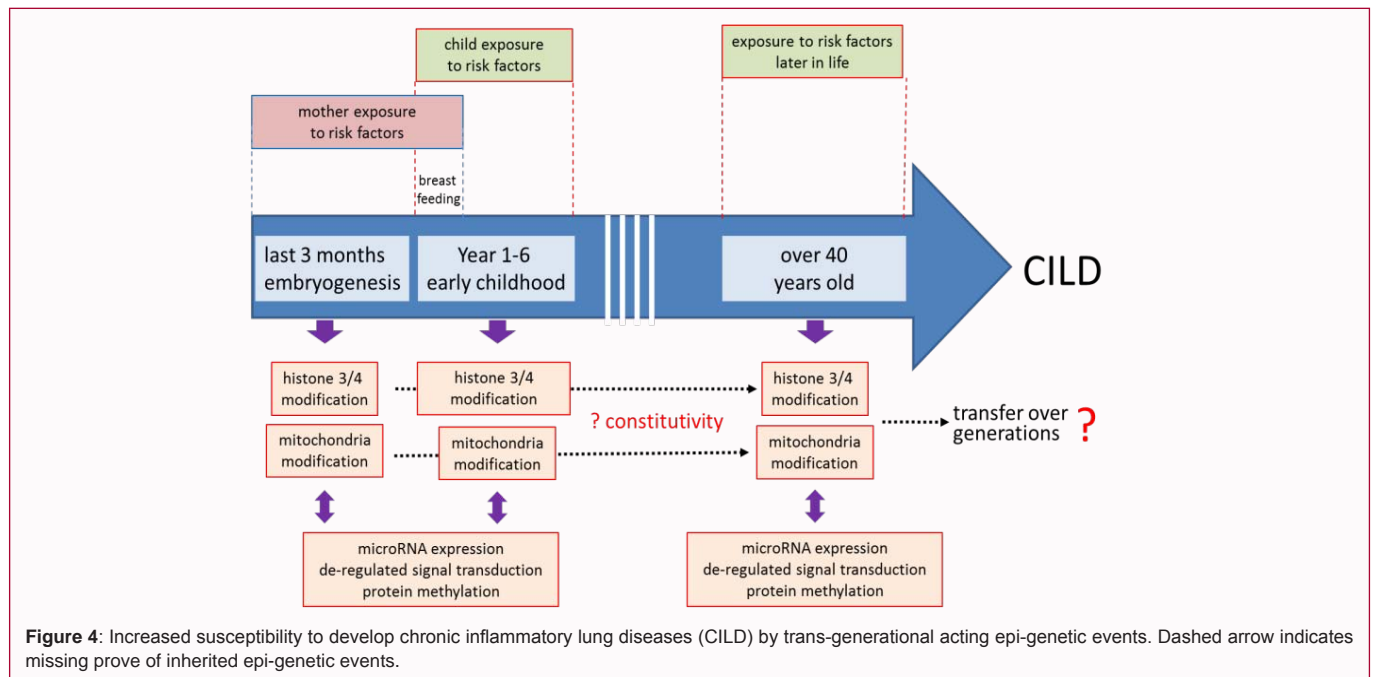 child exposure
to risk factors
exposure to risk factors
later in life
mother exposure
to risk factors
breast
feeding
last 3 months
embryogenesis
Year 1-6
early childhood
over 40
years old
CILD
histone 3/4
modification
histone 3/4
modification
histone 3/4
modification
? constitutivity
transfer over
generations ?
mitochondria
modification
mitochondria
modification
mitochondria
modification
microRNA expression
de-regulated signal transduction
protein methylation
microRNA expression
de-regulated signal transduction
protein methylation
Figure 4: Increased susceptibility to develop chronic inflammatory lung diseases (CILD) by trans-generational acting epi-genetic events. Dashed arrow indicates
missing prove of inherited epi-genetic events.